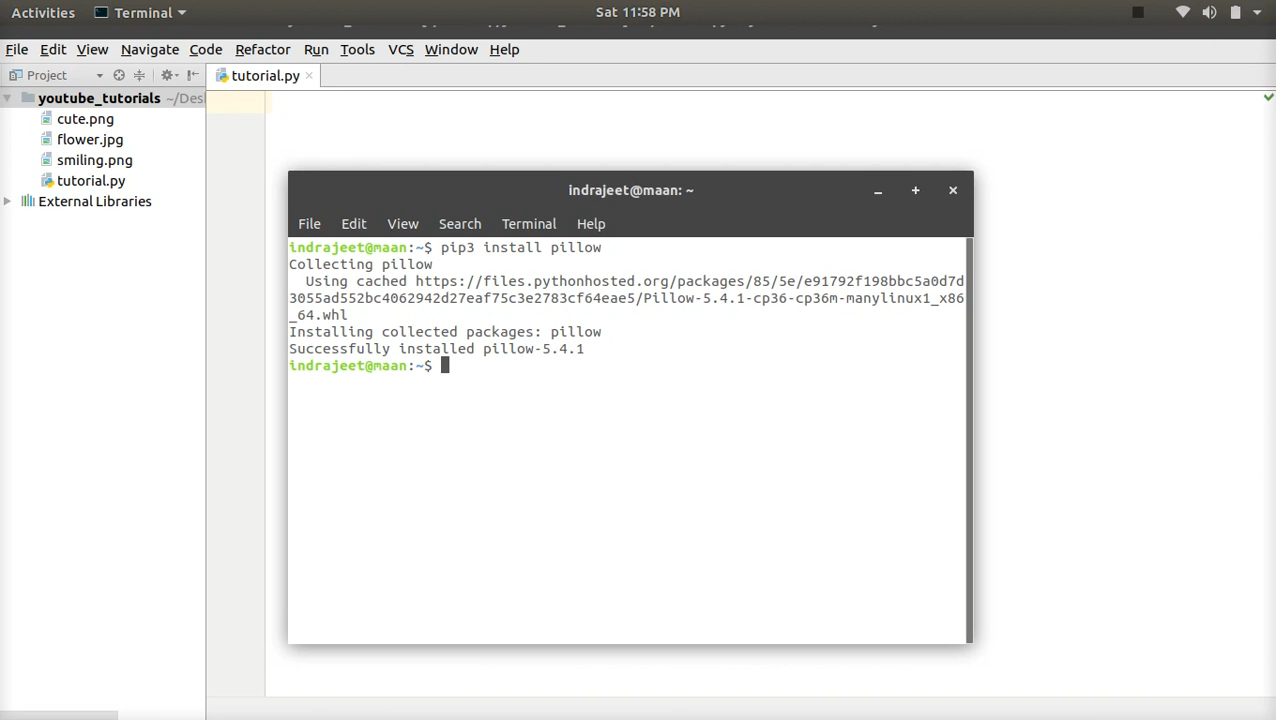 Activities Terminal Sat 11:58 PM
File Edit View Navigate Code Refactor Run Tools VCS Window Help
Project tutorial.py
youtube_tutorials ~/Des
cute.png
flower.jpg
smiling.png
tutorial.py
External Libraries
indrajeet@maan: ~
File Edit View Search Terminal Help
indrajeet@maan:~$ pip3 install pillow
Collecting pillow
Using cached https://files.pythonhosted.org/packages/85/5e/e91792f198bbc5a0d7d
3055ad552bc4062942d27eaf75c3e2783cf64eae5/Pillow-5.4.1-cp36-cp36m-manylinux1_x86
_64.whl
Installing collected packages: pillow
Successfully installed pillow-5.4.1
indrajeet@maan:~$